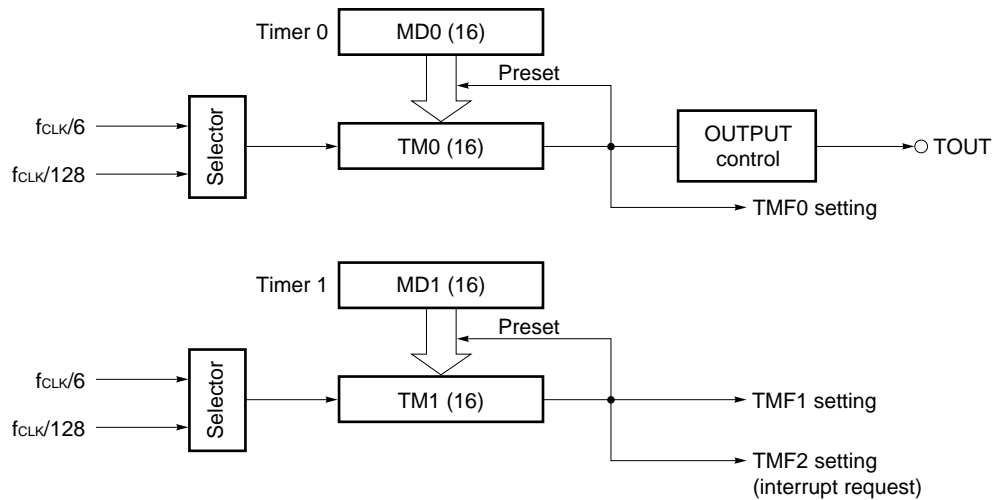 Timer 0
MD0 (16)
Preset
fCLK/6
fCLK/128
Selector
TM0 (16)
OUTPUT
control
TOUT
TMF0 setting
Timer 1
MD1 (16)
Preset
fCLK/6
fCLK/128
Selector
TM1 (16)
TMF1 setting
TMF2 setting
(interrupt request)